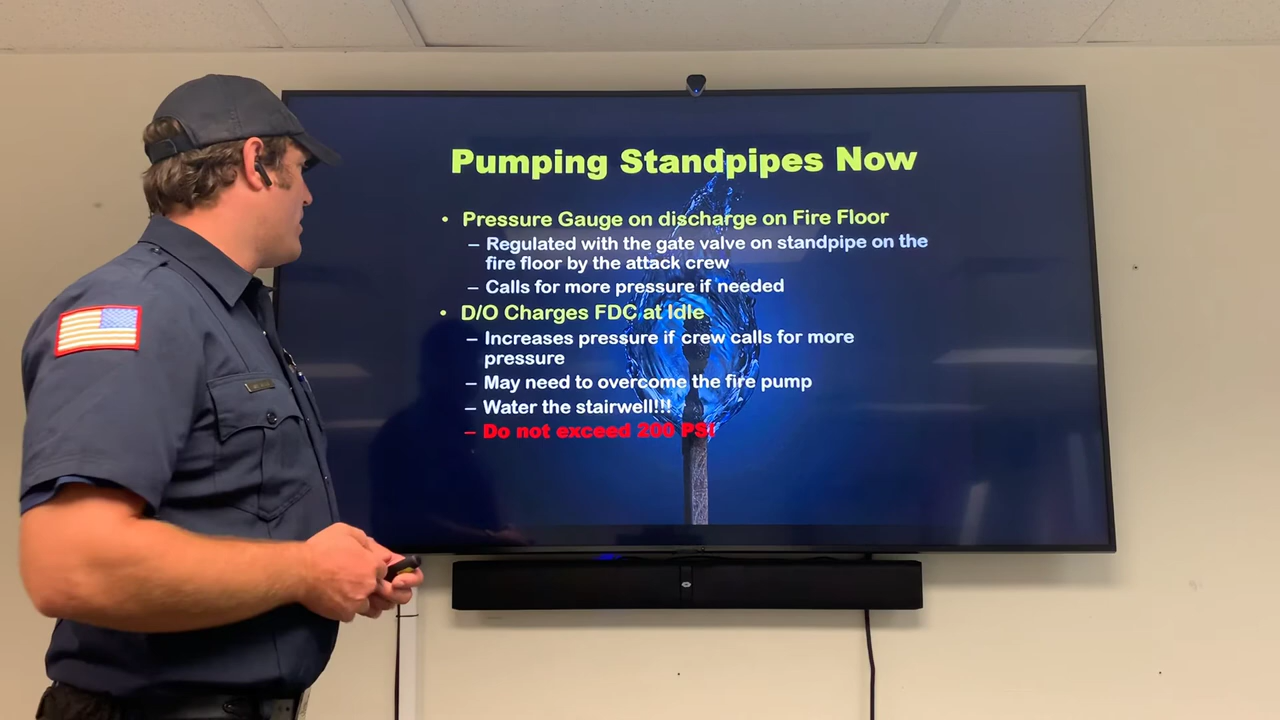 Pumping Standpipes Now
• Pressure Gauge on discharge on Fire Floor
– Regulated with the gate valve on standpipe on the
fire floor by the attack crew
– Calls for more pressure if needed
• D/O Charges FDC at Idle
– Increases pressure if crew calls for more
pressure
– May need to overcome the fire pump
– Water the stairwell!!!
– Do not exceed 200 PSI